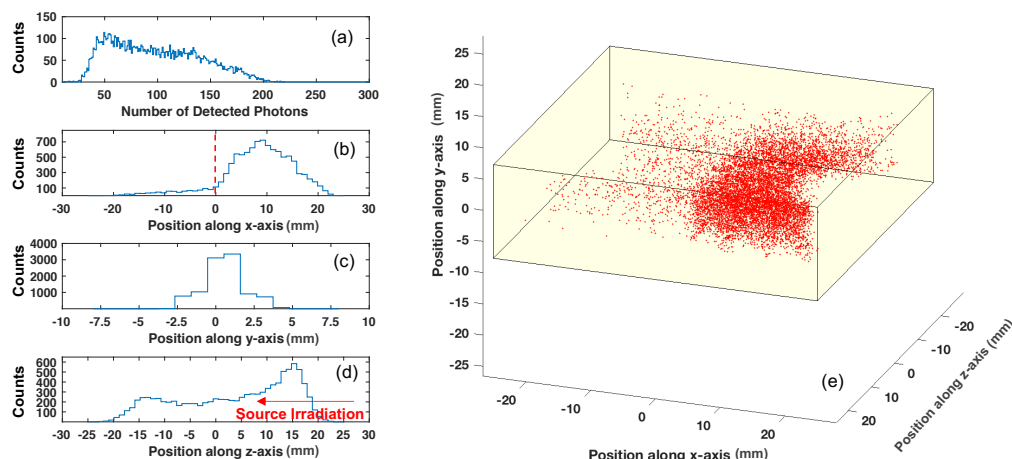 150
100
50
0
Counts
(a)
50 100 150 200 250 300
Number of Detected Photons
700
500
300
100
Counts
(b)
-30 -20 -10 0 10 20 30
Position along x-axis (mm)
4000
3000
2000
1000
Counts
(c)
-10 -7.5 -5 -2.5 0 2.5 5 7.5 10
Position along y-axis (mm)
600
500
400
300
200
100
0
Counts
(d)
Source Irradiation
-30 -25 -20 -15 -10 -5 0 5 10 15 20 25 30
Position along z-axis (mm)
25
20
15
10
5
0
-5
-10
-15
-20
-25
Position along y-axis (mm)
(e)
-20 -10 0 10 20
Position along x-axis (mm)
-20
-10
0
10
20
Position along z-axis (mm)